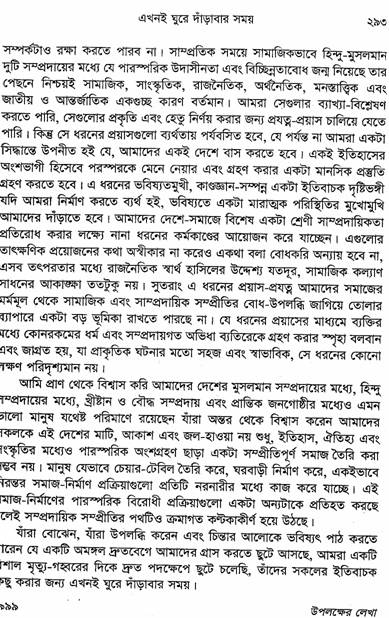 এখনই ঘুরে দাঁড়াবার সময়
২৯৩
সম্পর্কটাও রক্ষা করতে পারব না। সাম্প্রতিক সময়ে সামাজিকভাবে হিন্দু-মুসলমান
দুটি সম্প্রদায়ের মধ্যে যে পারস্পরিক উদাসীনতা এবং বিচ্ছিন্নতাবোধ জন্ম নিয়েছে তার
পেছনে নিশ্চয়ই সামাজিক, সাংস্কৃতিক, রাজনৈতিক, অর্থনৈতিক, মনস্তাত্ত্বিক এবং
জাতীয় ও আন্তর্জাতিক একগুচ্ছ কারণ বর্তমান। আমরা সেগুলার ব্যাখ্যা-বিশ্লেষণ
করতে পারি, সেগুলোর প্রকৃতি এবং হেতু নির্ণয় করার জন্য প্রযত্ন-প্রয়াস চালিয়ে যেতে
পারি। কিন্তু সে ধরনের প্রয়াসগুলো ব্যর্থতায় পর্যবসিত হবে, যে পর্যন্ত না আমরা একটা
সিদ্ধান্তে উপনীত হই যে, আমাদের একই দেশে বাস করতে হবে। একই ইতিহাসের
অংশভাগী হিসেবে পরস্পরকে মেনে নেয়ার এবং গ্রহণ করার একটা মানসিক প্রস্তুতি
গ্রহণ করতে হবে। এ ধরনের ভবিষ্যতমুখী, কাণ্ডজ্ঞান-সম্পন্ন একটা ইতিবাচক দৃষ্টিভঙ্গী
যদি আমরা নির্মাণ করতে ব্যর্থ হই, ভবিষ্যতে একটা মারাত্মক পরিস্থিতির মুখোমুখি
আমাদের দাঁড়াতে হবে। আমাদের দেশে-সমাজে বিশেষ একটা শ্রেণী সাম্প্রদায়িকতা
প্রতিরোধ করার লক্ষ্যে নানা ধরনের কর্মকাণ্ডের আয়োজন করে যাচ্ছেন। এগুলোর
তাৎক্ষণিক প্রয়োজনের কথা অস্বীকার না করেও একথা বলা বোধকরি অন্যায় হবে না,
এসব তৎপরতার মধ্যে রাজনৈতিক স্বার্থ হাসিলের উদ্দেশ্য যতদূর, সামাজিক কল্যাণ
সাধনের আকাঙ্ক্ষা ততটুকু নয়। সুতরাং এ ধরনের প্রয়াস-প্রযত্ন আমাদের সমাজের
মর্মমূল থেকে সামাজিক এবং সাম্প্রদায়িক সম্প্রীতির বোধ-উপলব্ধি জাগিয়ে তোলার
ব্যাপারে একটা বড় ভূমিকা রাখতে পারছে না। যে ধরনের প্রয়াসের মাধ্যমে ব্যক্তির
মধ্যে কোনরকমের ধর্ম এবং সম্প্রদায়গত অভিধা ব্যতিরেকে গ্রহণ করার স্পৃহা বলবান
এবং জাগ্রত হয়, যা প্রাকৃতিক ঘটনার মতো সহজ এবং স্বাভাবিক, সে ধরনের কোনো
লক্ষণ পরিদৃশ্যমান নয়।
আমি প্রাণ থেকে বিশ্বাস করি আমাদের দেশের মুসলমান সম্প্রদায়ের মধ্যে, হিন্দু
সম্প্রদায়ের মধ্যে, খ্রীষ্টান ও বৌদ্ধ সম্প্রদায় এবং প্রান্তিক জনগোষ্ঠীর মধ্যেও এমন
ভালো মানুষ যথেষ্ট পরিমাণে রয়েছেন যাঁরা অন্তর থেকে বিশ্বাস করেন আমাদের
সকলকে এই দেশের মাটি, আকাশ এবং জল-হাওয়া নয় শুধু, ইতিহাস, ঐতিহ্য এবং
সংস্কৃতির মধ্যেও পারস্পরিক অংশগ্রহণ ছাড়া একটা সম্প্রীতিপূর্ণ সমাজ তৈরি করা
সম্ভব নয়। মানুষ যেভাবে চেয়ার-টেবিল তৈরি করে, ঘরবাড়ী নির্মাণ করে, একইভাবে
নিরন্তর সমাজ-নির্মাণ প্রক্রিয়াগুলো প্রতিটি নরনারীর মধ্যে কাজ করে যাচ্ছে। এই
সমাজ-নির্মাণের পারস্পরিক বিরোধী প্রক্রিয়াগুলো একটা অন্যটাকে প্রতিহত করছে
বলেই সম্প্রদায়িক সম্প্রীতির পথটিও ক্রমাগত কন্টকাকীর্ণ হয়ে উঠছে।
যাঁরা বোঝেন, যাঁরা উপলব্ধি করেন এবং চিন্তার আলোকে ভবিষ্যৎ পাঠ করতে
পারেন যে একটি অমঙ্গল দ্রুতবেগে আমাদের গ্রাস করতে ছুটে আসছে, আমরা একটি
বিশাল মৃত্যু-গহ্বরের দিকে দ্রুত পদক্ষেপে ছুটে চলেছি, তাঁদের সকলের ইতিবাচক
কিছু করার জন্য এখনই ঘুরে দাঁড়াবার সময়।
১৯৯৯
উপলক্ষের লেখা